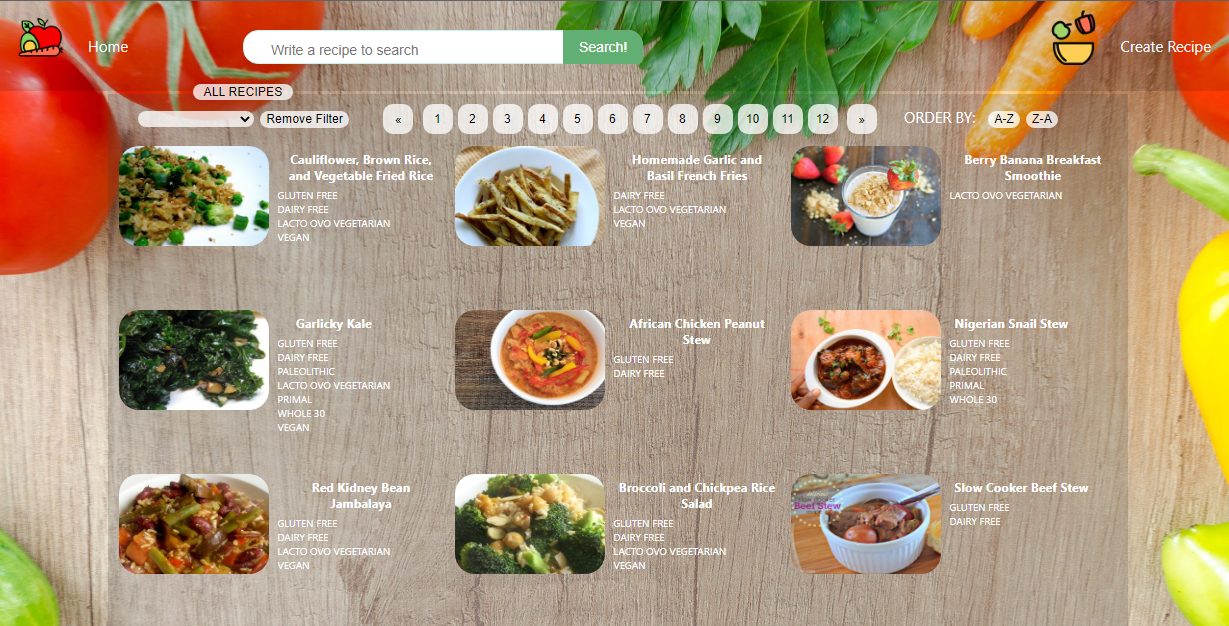 Home
Write a recipe to search
Search!
Create Recipe
ALL RECIPES
Remove Filter
«
1
2
3
4
5
6
7
8
9
10
11
12
»
ORDER BY:
A-Z
Z-A
Cauliflower, Brown Rice,
and Vegetable Fried Rice
GLUTEN FREE
DAIRY FREE
LACTO OVO VEGETARIAN
VEGAN
Homemade Garlic and
Basil French Fries
DAIRY FREE
LACTO OVO VEGETARIAN
VEGAN
Berry Banana Breakfast
Smoothie
LACTO OVO VEGETARIAN
Garlicky Kale
GLUTEN FREE
DAIRY FREE
PALEOLITHIC
LACTO OVO VEGETARIAN
PRIMAL
WHOLE 30
VEGAN
African Chicken Peanut
Stew
GLUTEN FREE
DAIRY FREE
Nigerian Snail Stew
GLUTEN FREE
DAIRY FREE
PALEOLITHIC
PRIMAL
WHOLE 30
Red Kidney Bean
Jambalaya
GLUTEN FREE
DAIRY FREE
LACTO OVO VEGETARIAN
VEGAN
Broccoli and Chickpea Rice
Salad
GLUTEN FREE
DAIRY FREE
LACTO OVO VEGETARIAN
VEGAN
Beef Stew
Slow Cooker Beef Stew
GLUTEN FREE
DAIRY FREE